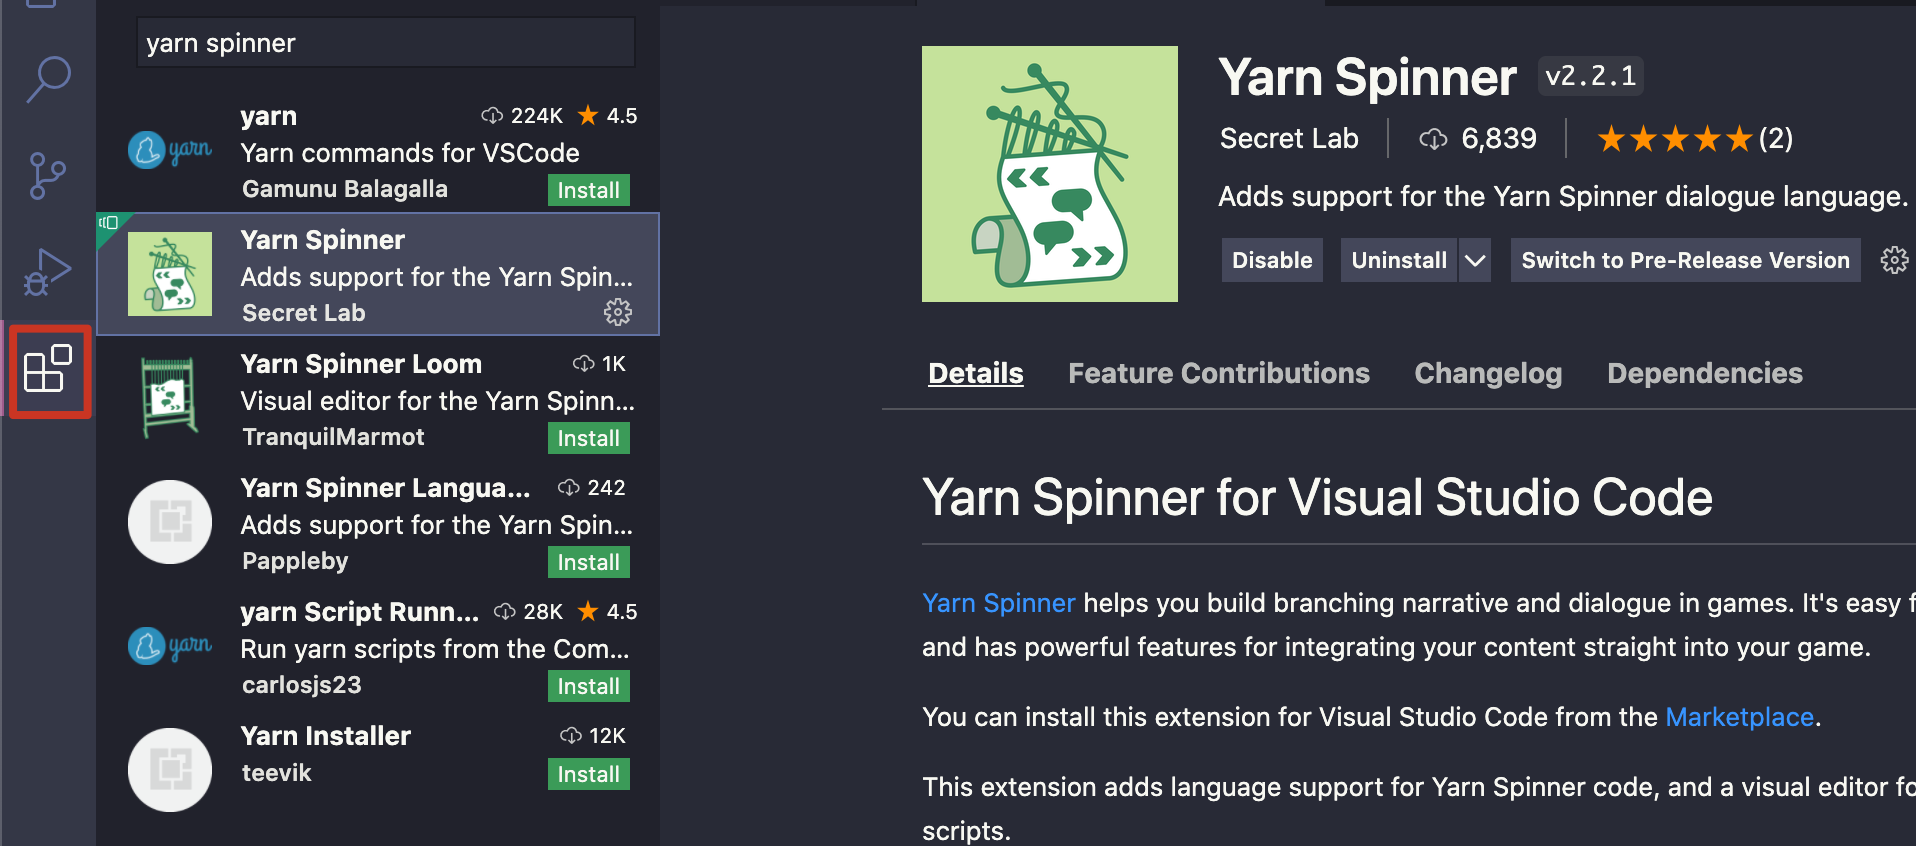 yarn spinner
yarn 224K ★ 4.5
yarn
Yarn commands for VSCode
Gamunu Balagalla Install
Yarn Spinner
Adds support for the Yarn Spin...
Secret Lab
Yarn Spinner Loom 1K
Visual editor for the Yarn Spinn...
TranquilMarmot Install
Yarn Spinner Langua... 242
Adds support for the Yarn Spin...
Pappleby Install
yarn Script Runn... 28K ★ 4.5
yarn
Run yarn scripts from the Com...
carlosjs23 Install
Yarn Installer 12K
teevik Install
Yarn Spinner v2.2.1
Secret Lab 6,839 ★★★★★(2)
Adds support for the Yarn Spinner dialogue language.
Disable Uninstall Switch to Pre-Release Version
Details Feature Contributions Changelog Dependencies
Yarn Spinner for Visual Studio Code
Yarn Spinner helps you build branching narrative and dialogue in games. It's easy f
and has powerful features for integrating your content straight into your game.
You can install this extension for Visual Studio Code from the Marketplace.
This extension adds language support for Yarn Spinner code, and a visual editor fo
scripts.